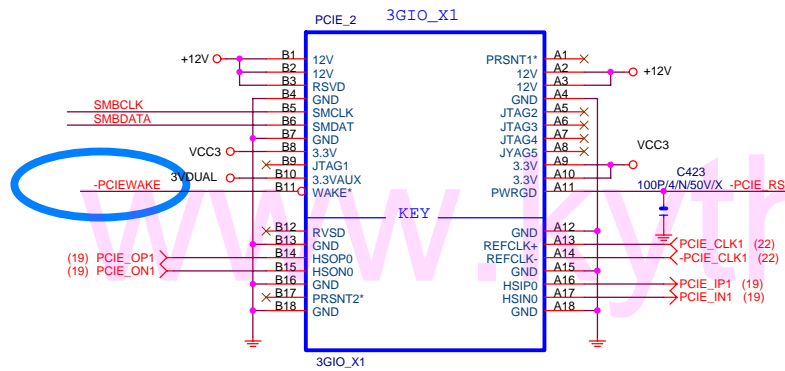 PCIE_2 3GIO_X1
+12V B1 12V PRSNT1* A1
B2 12V 12V A2 +12V
B3 RSVD 12V A3
B4 GND GND A4
SMBCLK B5 SMCLK JTAG2 A5
SMBDATA B6 SMDAT JTAG3 A6
B7 GND JTAG4 A7
VCC3 B8 3.3V JYAG5 A8 VCC3
B9 JTAG1 3.3V A9
3VDUAL B10 3.3VAUX 3.3V A10 C423
-PCIEWAKE B11 WAKE* PWRGD A11 100P/4/N/50V/X -PCIE_RS
KEY
B12 RVSD GND A12
B13 GND REFCLK+ A13 PCIE_CLK1 (22)
(19) PCIE_OP1 B14 HSOP0 REFCLK- A14 -PCIE_CLK1 (22)
(19) PCIE_ON1 B15 HSON0 GND A15
B16 GND HSIP0 A16 PCIE_IP1 (19)
B17 PRSNT2* HSIN0 A17 PCIE_IN1 (19)
B18 GND GND A18
3GIO_X1
www.kyth